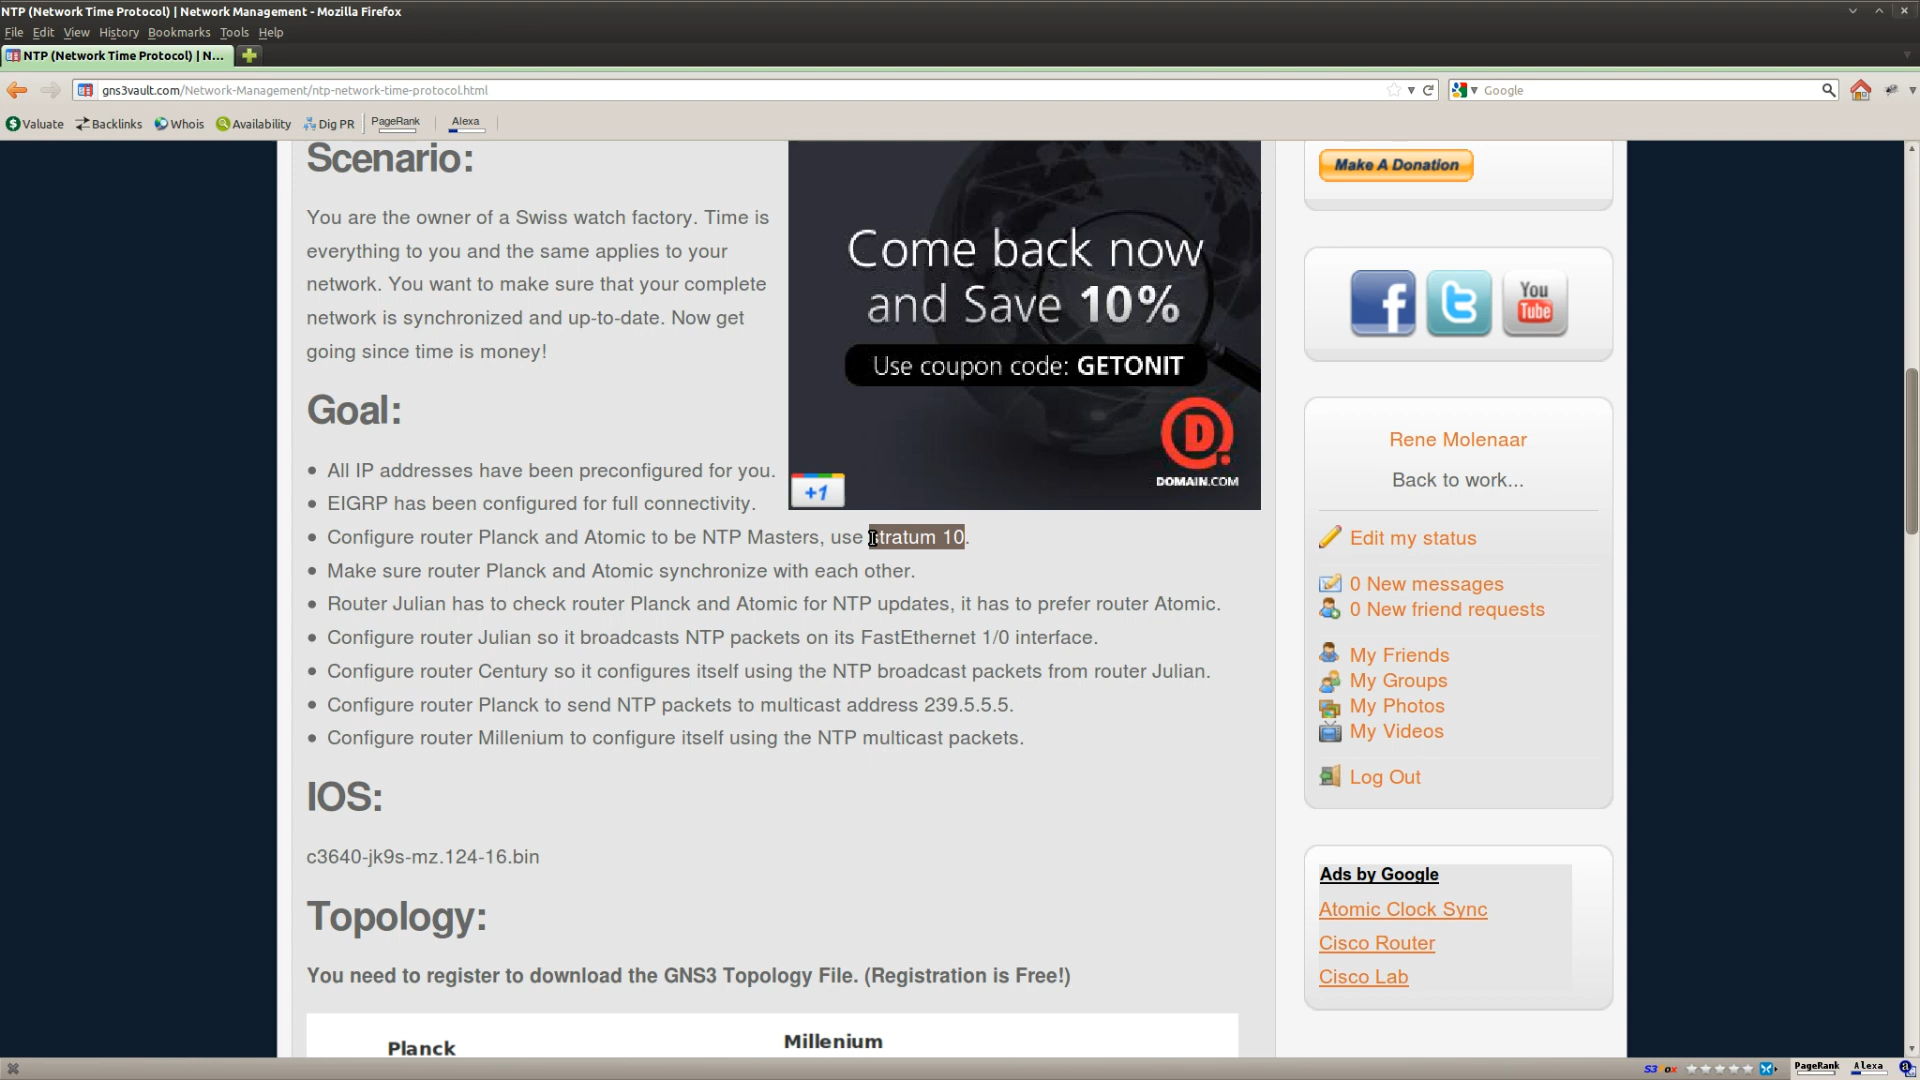 NTP (Network Time Protocol) | Network Management - Mozilla Firefox
File Edit View History Bookmarks Tools Help
NTP (Network Time Protocol) | N...
gns3vault.com/Network-Management/ntp-network-time-protocol.html
Google
Valuate Backlinks Whois Availability Dig PR PageRank Alexa
Scenario:
You are the owner of a Swiss watch factory. Time is
everything to you and the same applies to your
network. You want to make sure that your complete
network is synchronized and up-to-date. Now get
going since time is money!
Come back now
and Save 10%
Use coupon code: GETONIT
D
DOMAIN.COM
+1
Goal:
All IP addresses have been preconfigured for you.
EIGRP has been configured for full connectivity.
Configure router Planck and Atomic to be NTP Masters, use stratum 10.
Make sure router Planck and Atomic synchronize with each other.
Router Julian has to check router Planck and Atomic for NTP updates, it has to prefer router Atomic.
Configure router Julian so it broadcasts NTP packets on its FastEthernet 1/0 interface.
Configure router Century so it configures itself using the NTP broadcast packets from router Julian.
Configure router Planck to send NTP packets to multicast address 239.5.5.5.
Configure router Millenium to configure itself using the NTP multicast packets.
IOS:
c3640-jk9s-mz.124-16.bin
Topology:
You need to register to download the GNS3 Topology File. (Registration is Free!)
Planck
Millenium
Make A Donation
f
t
You
Tube
Rene Molenaar
Back to work...
Edit my status
0 New messages
0 New friend requests
My Friends
My Groups
My Photos
My Videos
Log Out
Ads by Google
Atomic Clock Sync
Cisco Router
Cisco Lab
PageRank Alexa